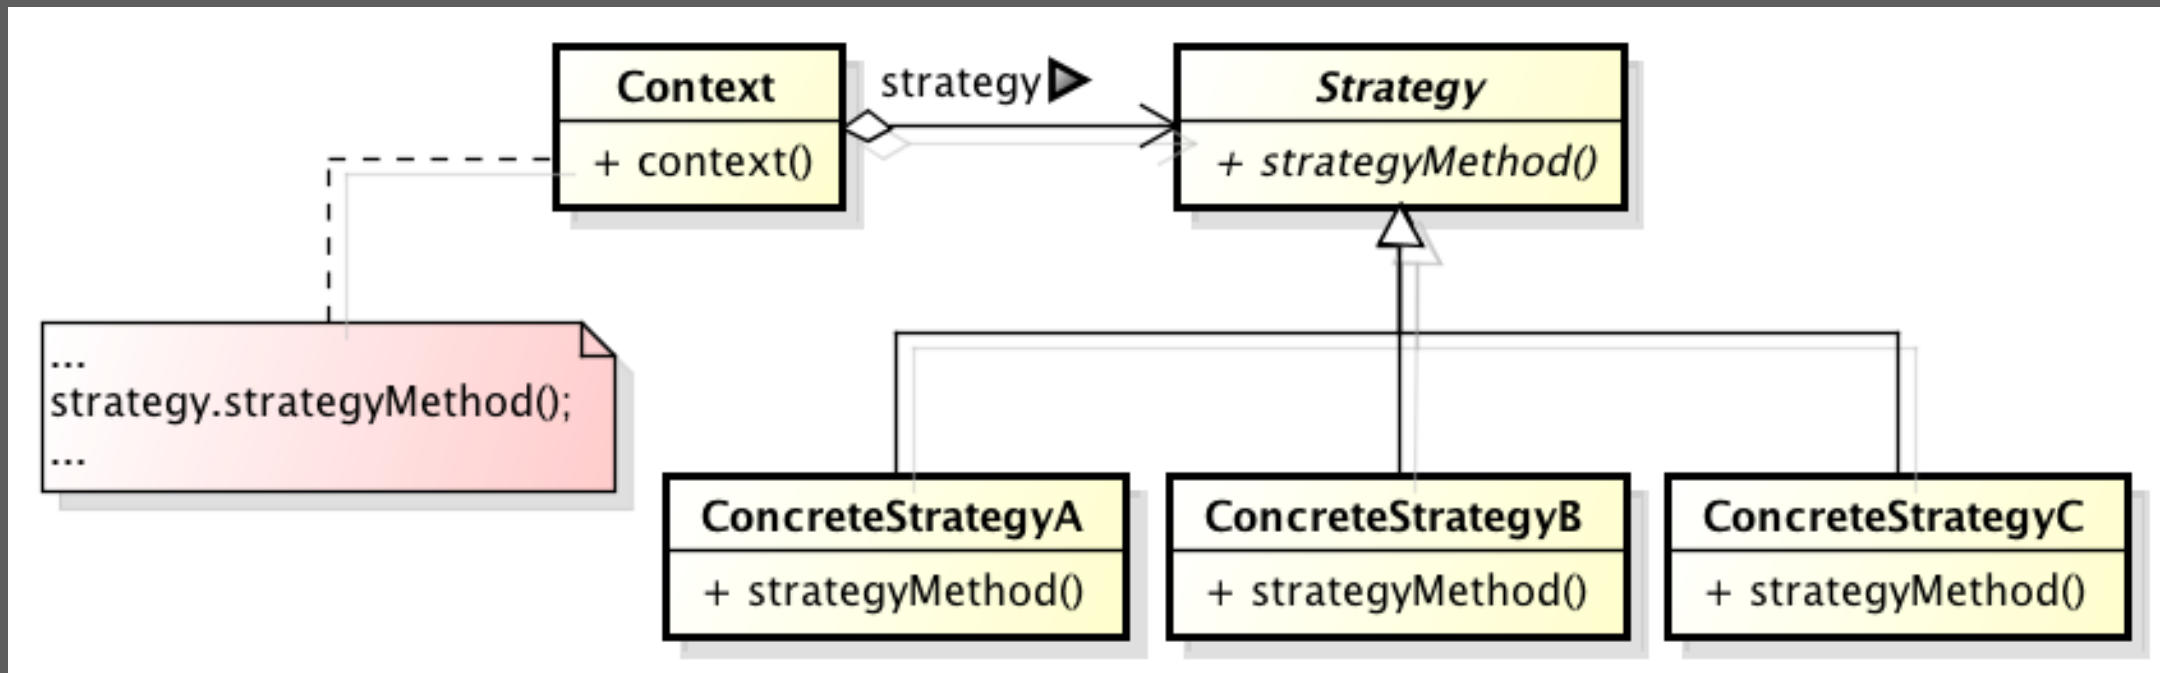 Context
+ context()
strategy
Strategy
+ strategyMethod()
...
strategy.strategyMethod();
...
ConcreteStrategyA
+ strategyMethod()
ConcreteStrategyB
+ strategyMethod()
ConcreteStrategyC
+ strategyMethod()